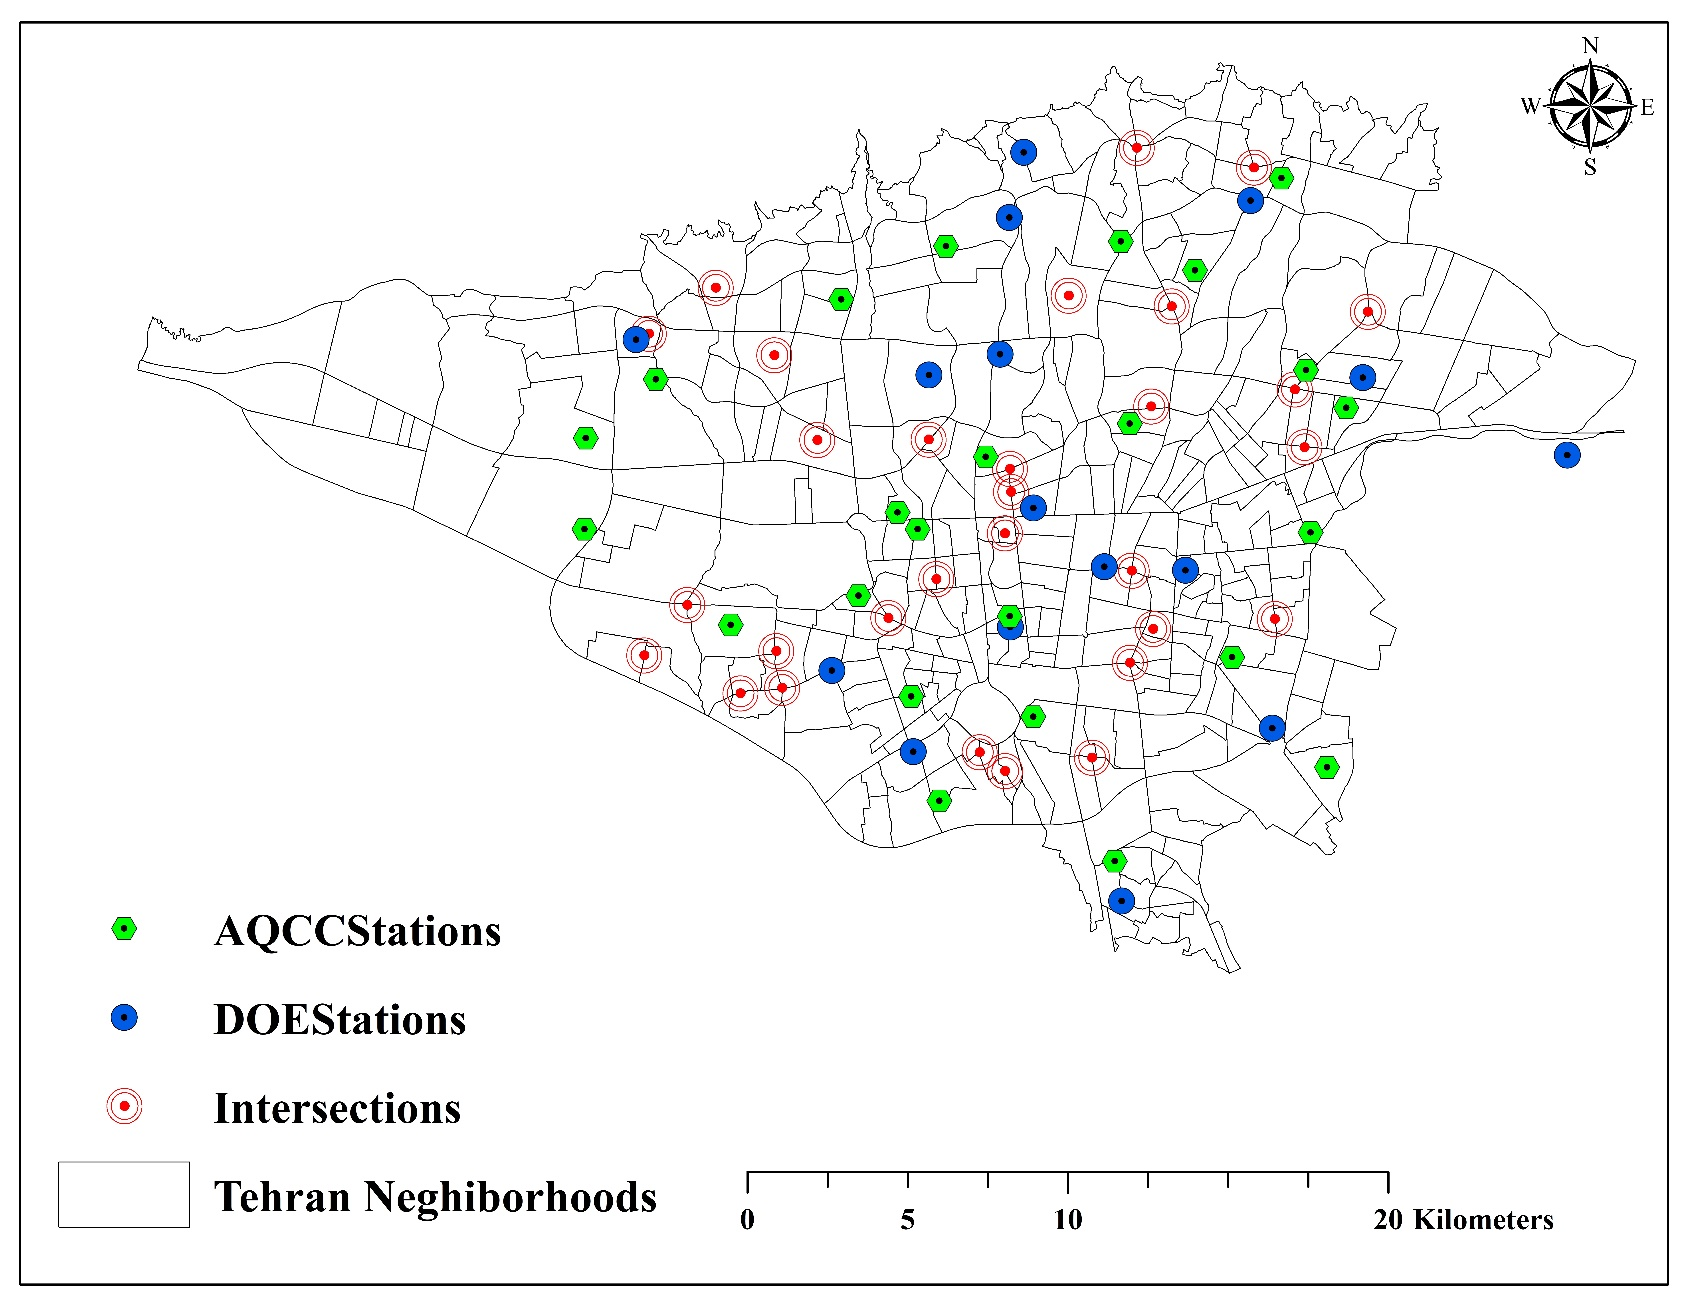 N
W E
S
AQCCStations
DOEStations
Intersections
Tehran Neghiborhoods
0 5 10 20 Kilometers